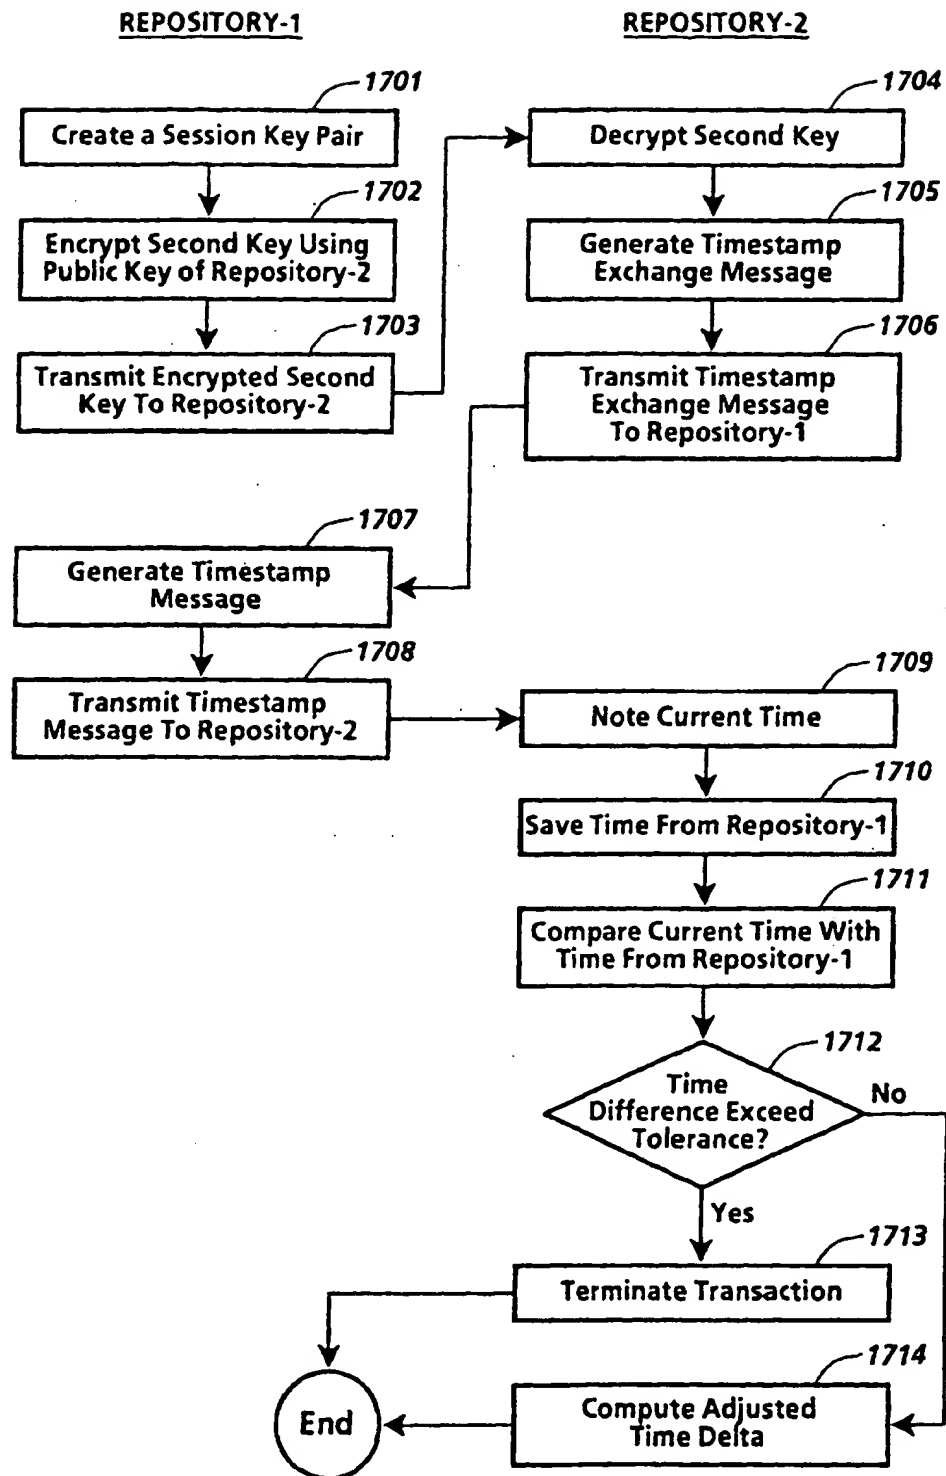 REPOSITORY-1
REPOSITORY-2
1701
Create a Session Key Pair
1702
Encrypt Second Key Using
Public Key of Repository-2
1703
Transmit Encrypted Second
Key To Repository-2
1704
Decrypt Second Key
1705
Generate Timestamp
Exchange Message
1706
Transmit Timestamp
Exchange Message
To Repository-1
1707
Generate Timestamp
Message
1708
Transmit Timestamp
Message To Repository-2
1709
Note Current Time
1710
Save Time From Repository-1
1711
Compare Current Time With
Time From Repository-1
1712
Time
Difference Exceed
Tolerance?
No
Yes
1713
Terminate Transaction
1714
Compute Adjusted
Time Delta
End